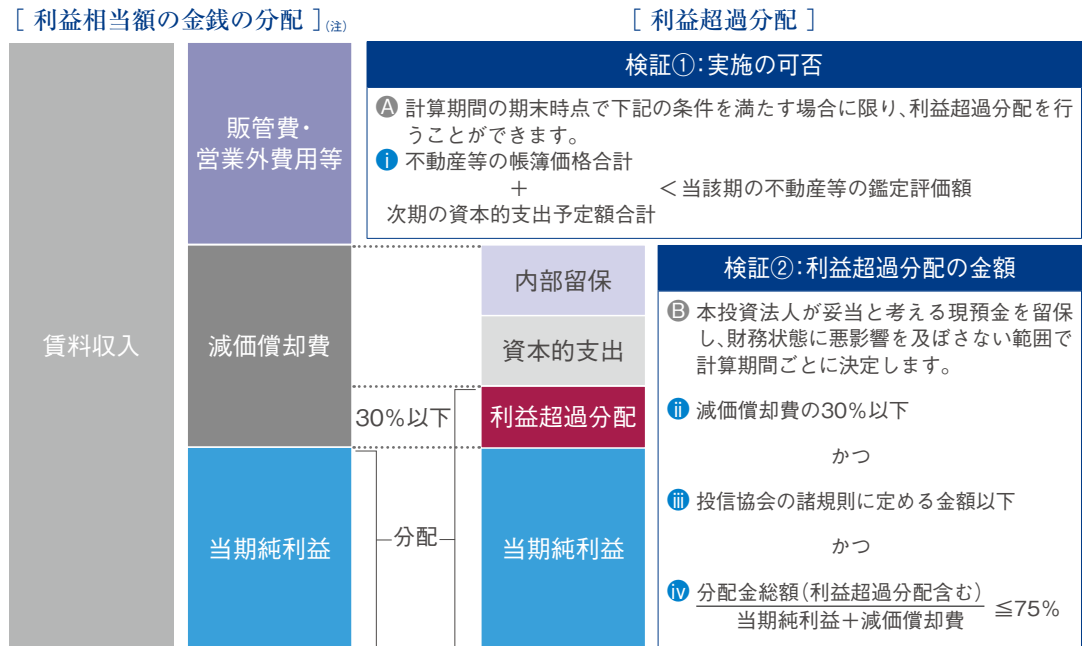 [ 利益相当額の金銭の分配 ](注)
[ 利益超過分配 ]
検証①:実施の可否
Ⓐ 計算期間の期末時点で下記の条件を満たす場合に限り、利益超過分配を行
うことができます。
ⅰ 不動産等の帳簿価格合計
+
次期の資本的支出予定額合計
<当該期の不動産等の鑑定評価額
賃料収入
販管費・
営業外費用等
減価償却費
当期純利益
30%以下
分配
内部留保
資本的支出
利益超過分配
当期純利益
検証②:利益超過分配の金額
Ⓑ 本投資法人が妥当と考える現預金を留保
し、財務状態に悪影響を及ぼさない範囲で
計算期間ごとに決定します。
ⅱ 減価償却費の30%以下
かつ
ⅲ 投信協会の諸規則に定める金額以下
かつ
ⅳ 分配金総額(利益超過分配含む)
当期純利益+減価償却費
≦75%